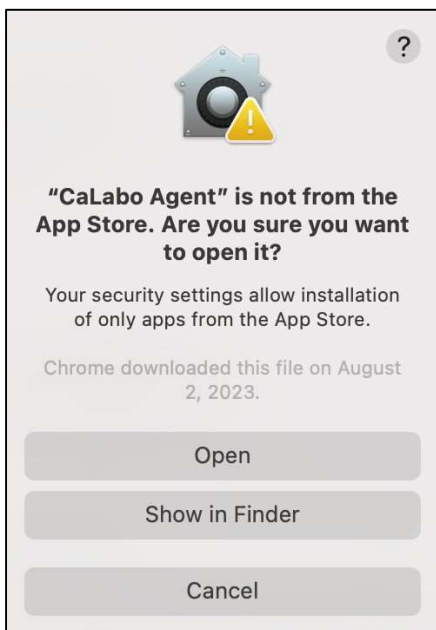 ?
“CaLabo Agent” is not from the
App Store. Are you sure you want
to open it?
Your security settings allow installation
of only apps from the App Store.
Chrome downloaded this file on August
2, 2023.
Open
Show in Finder
Cancel